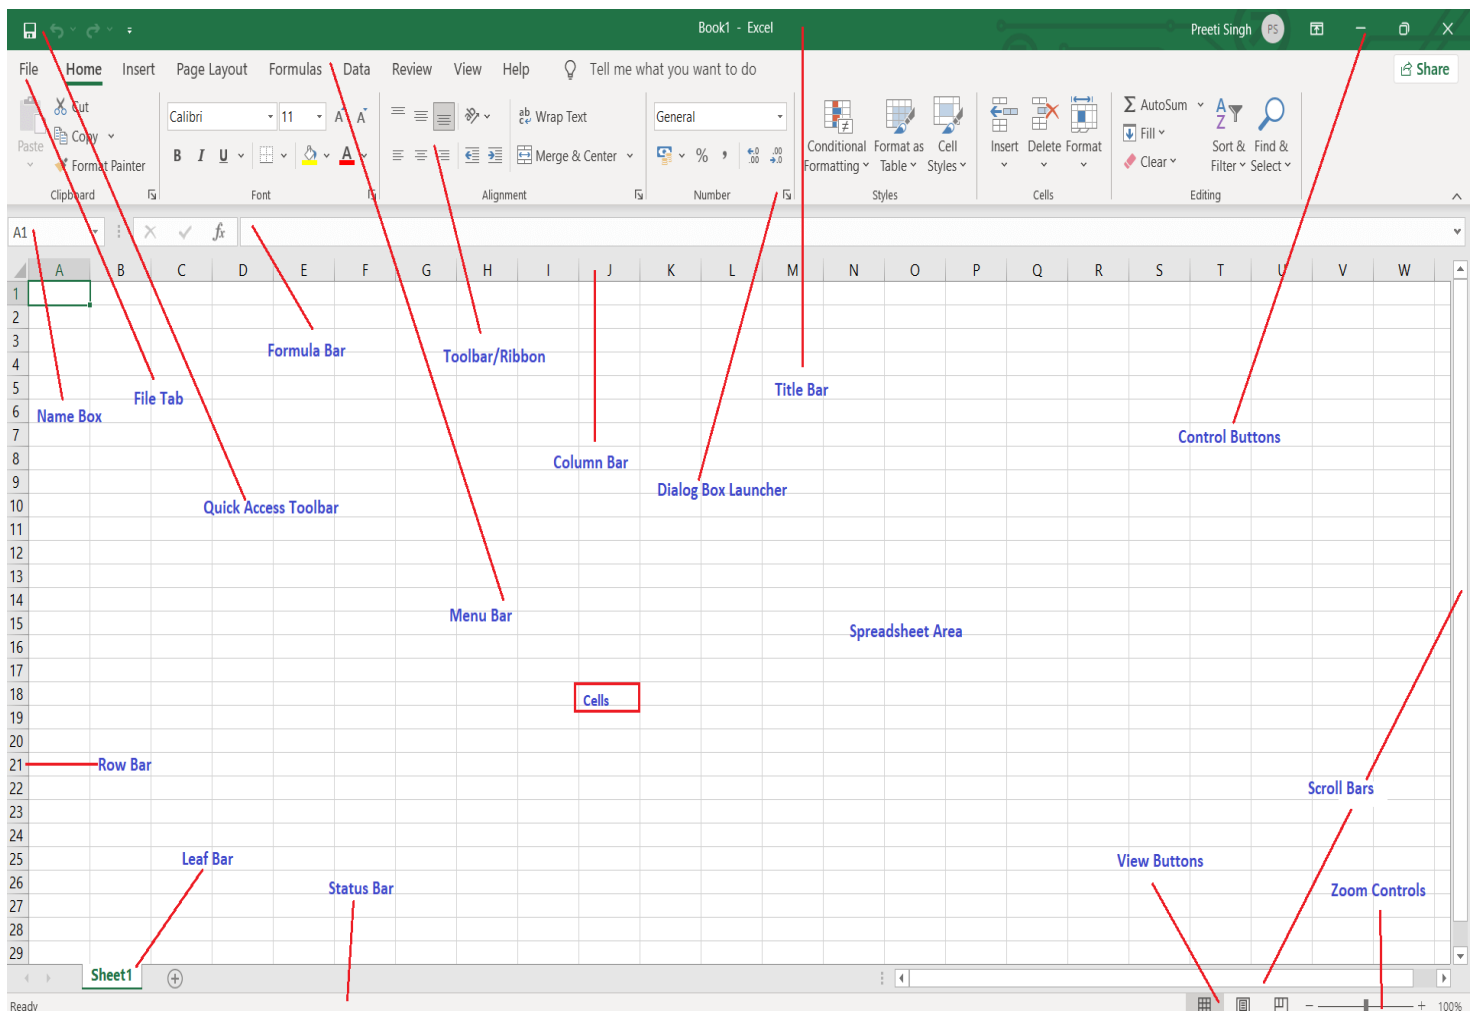 Book1 - Excel
Preeti Singh PS
File Home Insert Page Layout Formulas Data Review View Help Tell me what you want to do Share
Paste
Cut
Copy
Format Painter
Clipboard
Calibri 11 A A
B I U A
Font
ab Wrap Text
Merge & Center
Alignment
General
% , .0 .00 .00 .0
Number
Conditional Formatting
Format as Table
Cell Styles
Styles
Insert Delete Format
Cells
AutoSum
Fill
Clear
Sort & Filter
Find & Select
Editing
A1 fx
A B C D E F G H I J K L M N O P Q R S T U V W
1
2
3
Formula Bar
Toolbar/Ribbon
4
5
Title Bar
File Tab
6
Name Box
7
Control Buttons
8
Column Bar
9
Dialog Box Launcher
10
Quick Access Toolbar
11
12
13
14
15
Menu Bar
Spreadsheet Area
16
17
18
Cells
19
20
21
Row Bar
22
Scroll Bars
23
24
25
Leaf Bar
View Buttons
26
Status Bar
Zoom Controls
27
28
29
Sheet1
Ready
100%